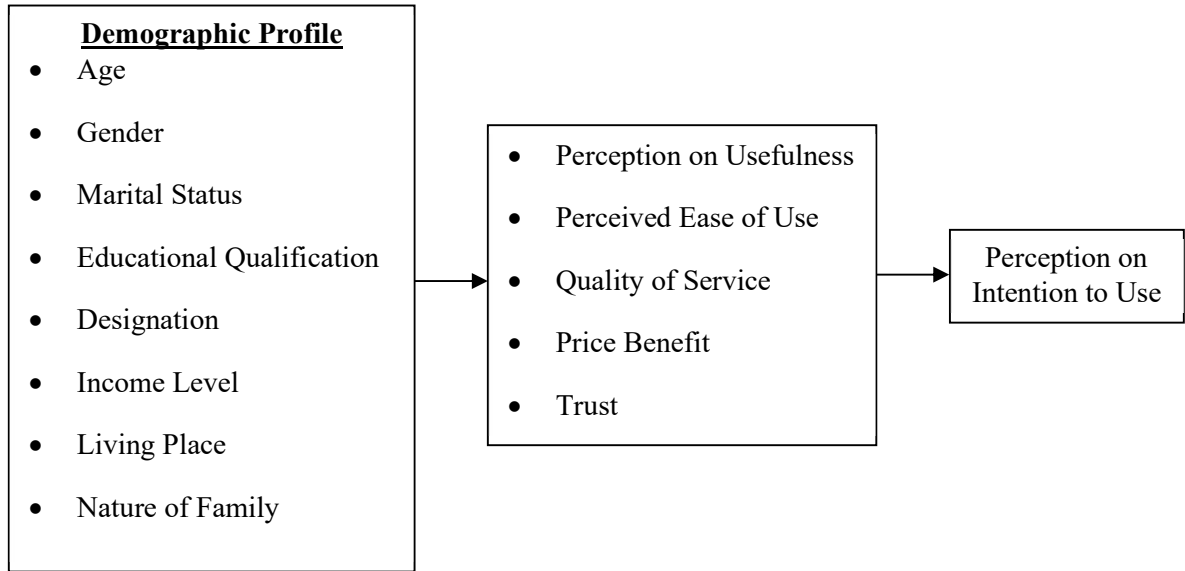 Demographic Profile
• Age
• Gender
• Marital Status
• Educational Qualification
• Designation
• Income Level
• Living Place
• Nature of Family
• Perception on Usefulness
• Perceived Ease of Use
• Quality of Service
• Price Benefit
• Trust
Perception on
Intention to Use